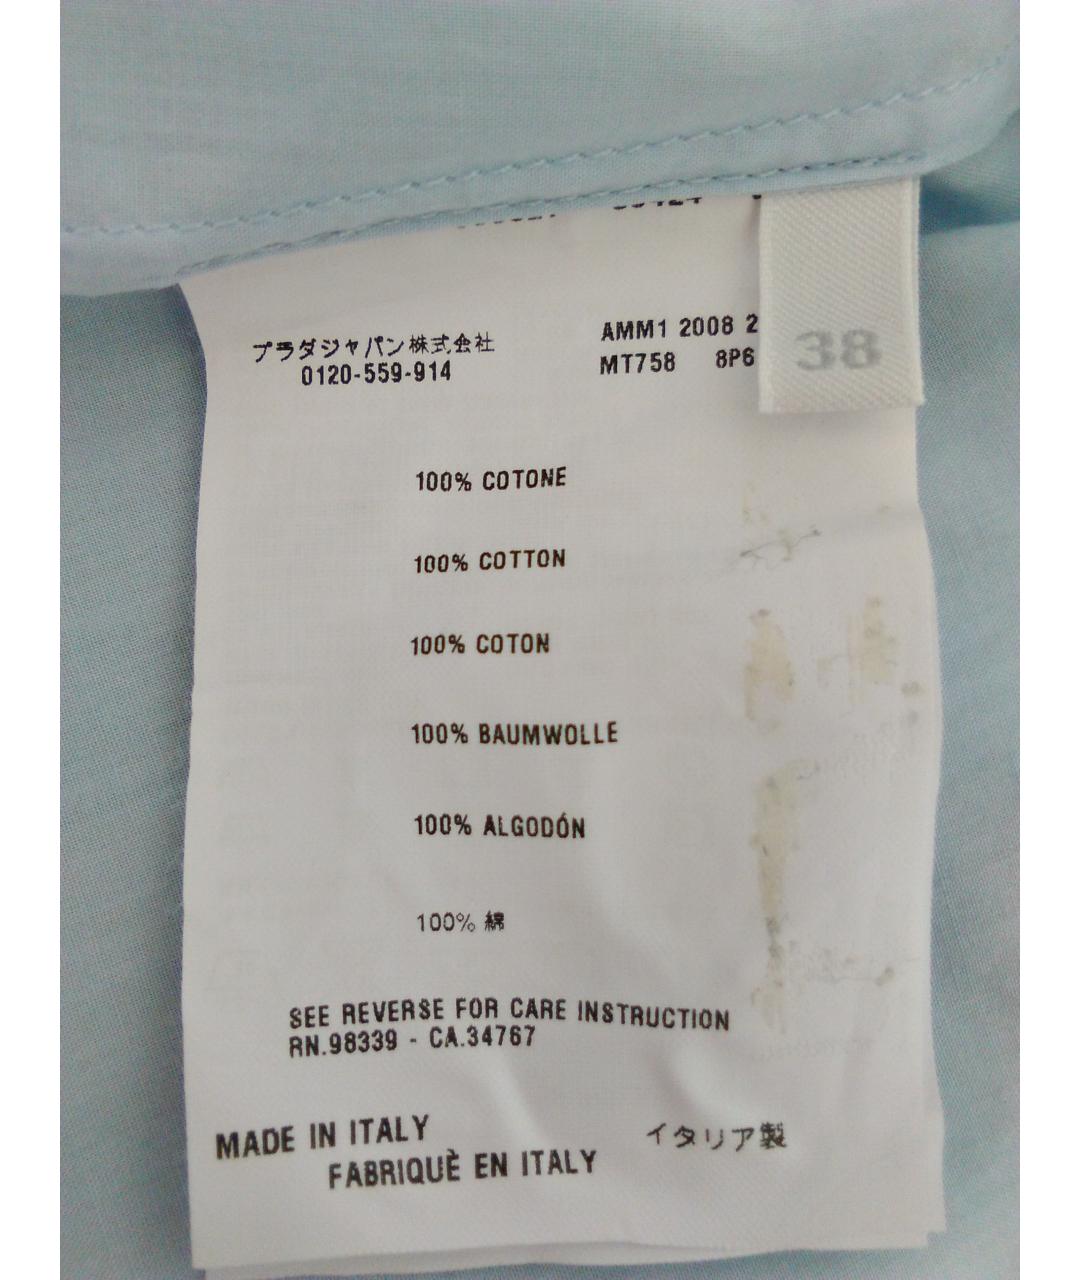 プラダジャパン株式会社
0120-559-914
AMM1 2008 2
MT758 8P6
38
100% COTONE
100% COTTON
100% COTON
100% BAUMWOLLE
100% ALGODÓN
100% 綿
SEE REVERSE FOR CARE INSTRUCTION
RN.98339 - CA.34767
MADE IN ITALY
FABRIQUÈ EN ITALY
イタリア製